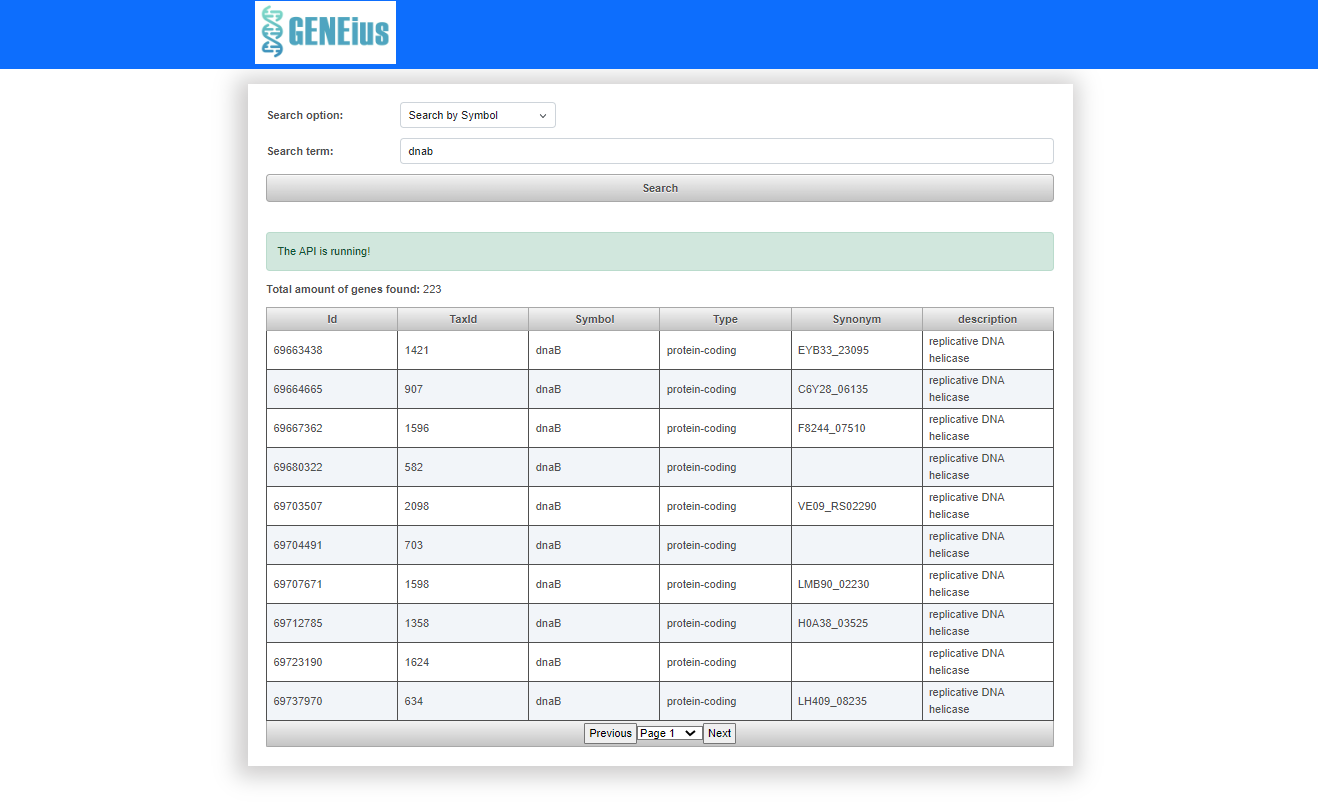 GENEius
Search option: Search by Symbol
Search term: dnab
Search
The API is running!
Total amount of genes found: 223
Id TaxId Symbol Type Synonym description
69663438 1421 dnaB protein-coding EYB33_23095 replicative DNA
helicase
69664665 907 dnaB protein-coding C6Y28_06135 replicative DNA
helicase
69667362 1596 dnaB protein-coding F8244_07510 replicative DNA
helicase
69680322 582 dnaB protein-coding replicative DNA
helicase
69703507 2098 dnaB protein-coding VE09_RS02290 replicative DNA
helicase
69704491 703 dnaB protein-coding replicative DNA
helicase
69707671 1598 dnaB protein-coding LMB90_02230 replicative DNA
helicase
69712785 1358 dnaB protein-coding H0A38_03525 replicative DNA
helicase
69723190 1624 dnaB protein-coding replicative DNA
helicase
69737970 634 dnaB protein-coding LH409_08235 replicative DNA
helicase
Previous Page 1 Next